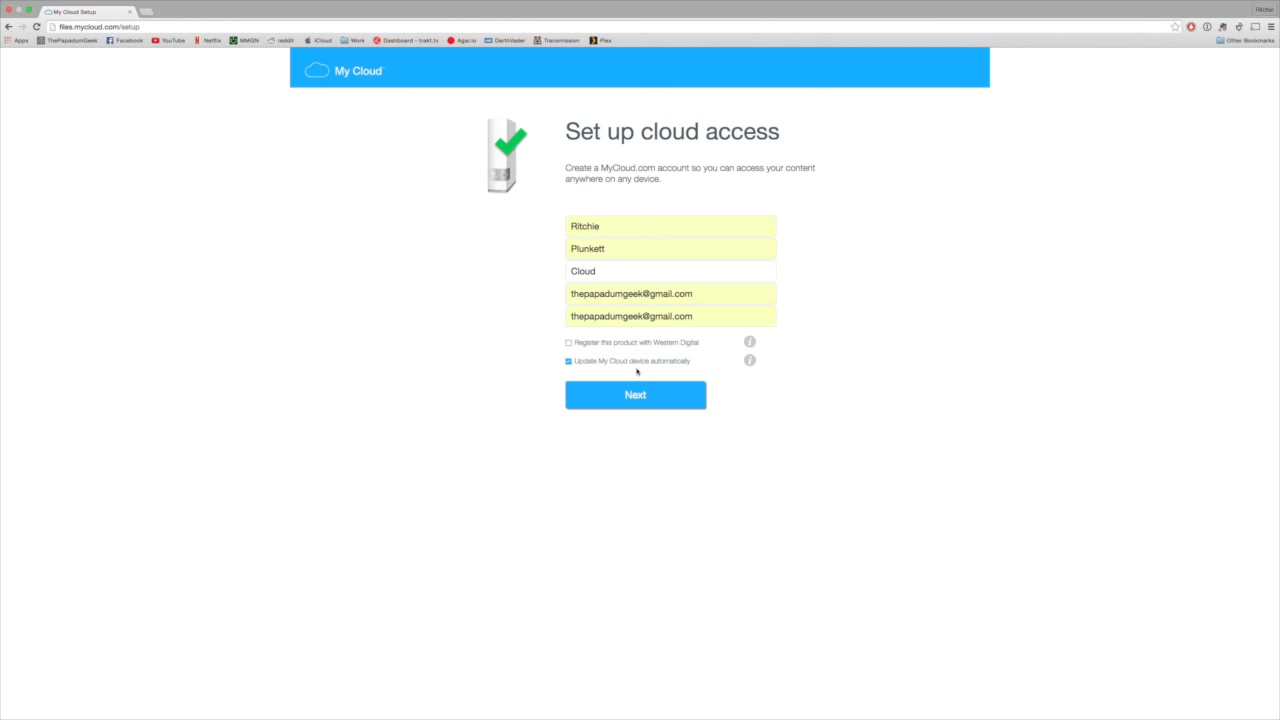 My Cloud Setup
Ritchie
files.mycloud.com/setup
Apps ThePapadumGeek Facebook YouTube Netflix MMGN reddit iCloud Work Dashboard – trakt.tv Agar.io DarthVader Transmission Plex Other Bookmarks
My Cloud™
Set up cloud access
Create a MyCloud.com account so you can access your content
anywhere on any device.
Ritchie
Plunkett
Cloud
thepapadumgeek@gmail.com
thepapadumgeek@gmail.com
Register this product with Western Digital
Update My Cloud device automatically
Next